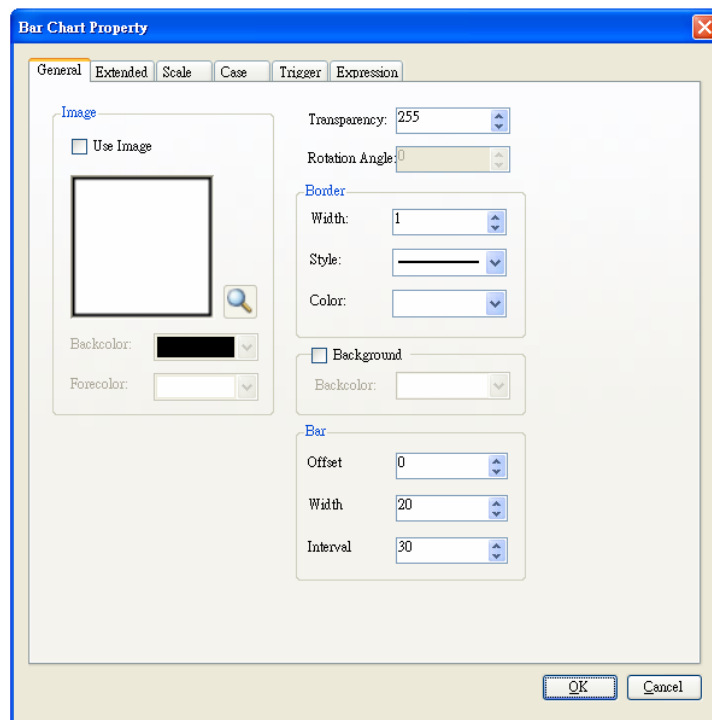 Bar Chart Property
General Extended Scale Case Trigger Expression
Image
Use Image
Backcolor:
Forecolor:
Transparency: 255
Rotation Angle: 0
Border
Width: 1
Style:
Color:
Background
Backcolor:
Bar
Offset 0
Width 20
Interval 30
OK Cancel